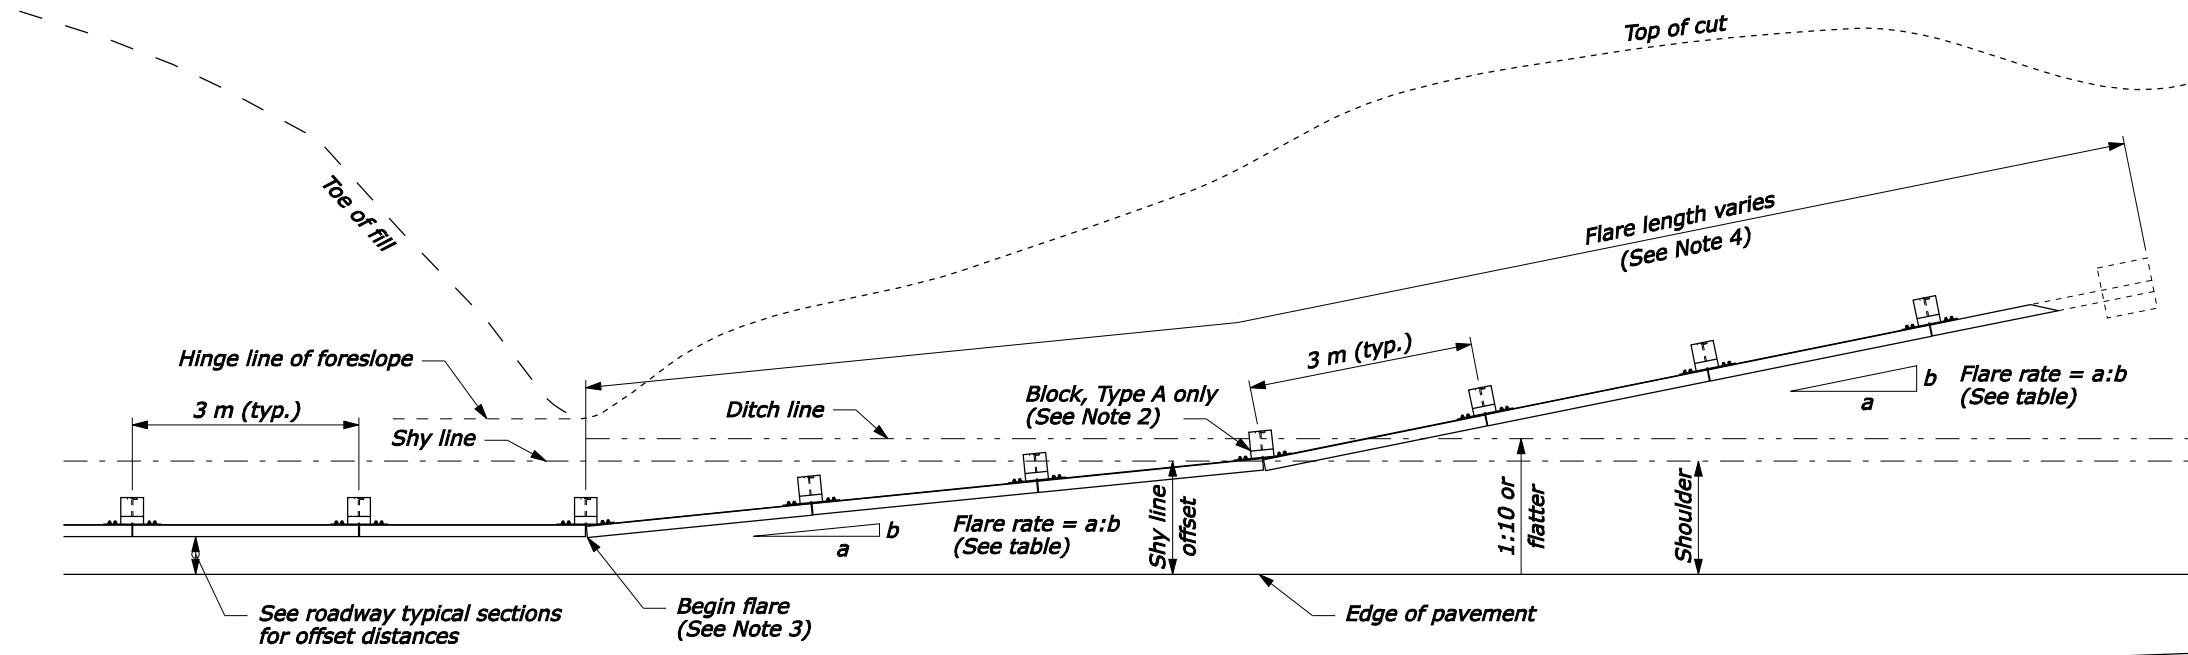 Top of cut
Toe of fill
Flare length varies
(See Note 4)
Hinge line of foreslope
3 m (typ.)
3 m (typ.)
Shy line
Ditch line
Block, Type A only
(See Note 2)
b
a
Flare rate = a:b
(See table)
b
a
Flare rate = a:b
(See table)
Shy line
offset
1:10 or
flatter
Shoulder
See roadway typical sections
for offset distances
Begin flare
(See Note 3)
Edge of pavement